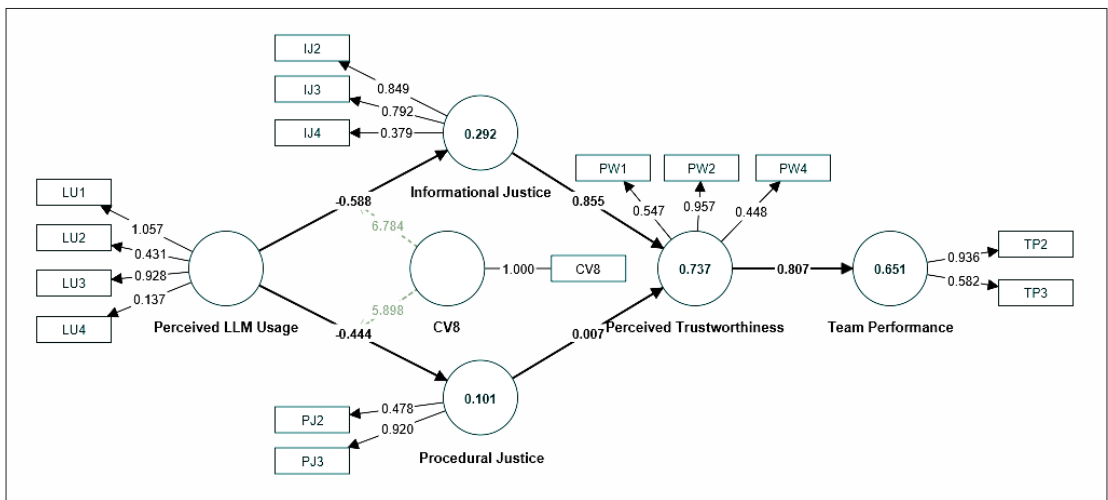 IJ2
0.849
IJ3
0.792
IJ4
0.379
0.292
Informational Justice
PW1
PW2
PW4
0.547
0.957
0.448
LU1
1.057
LU2
0.431
LU3
0.928
LU4
0.137
Perceived LLM Usage
-0.588
6.784
0.855
1.000
CV8
CV8
5.898
-0.444
0.737
Perceived Trustworthiness
0.007
0.807
0.651
Team Performance
0.936
TP2
0.582
TP3
0.101
Procedural Justice
PJ2
0.478
0.920
PJ3